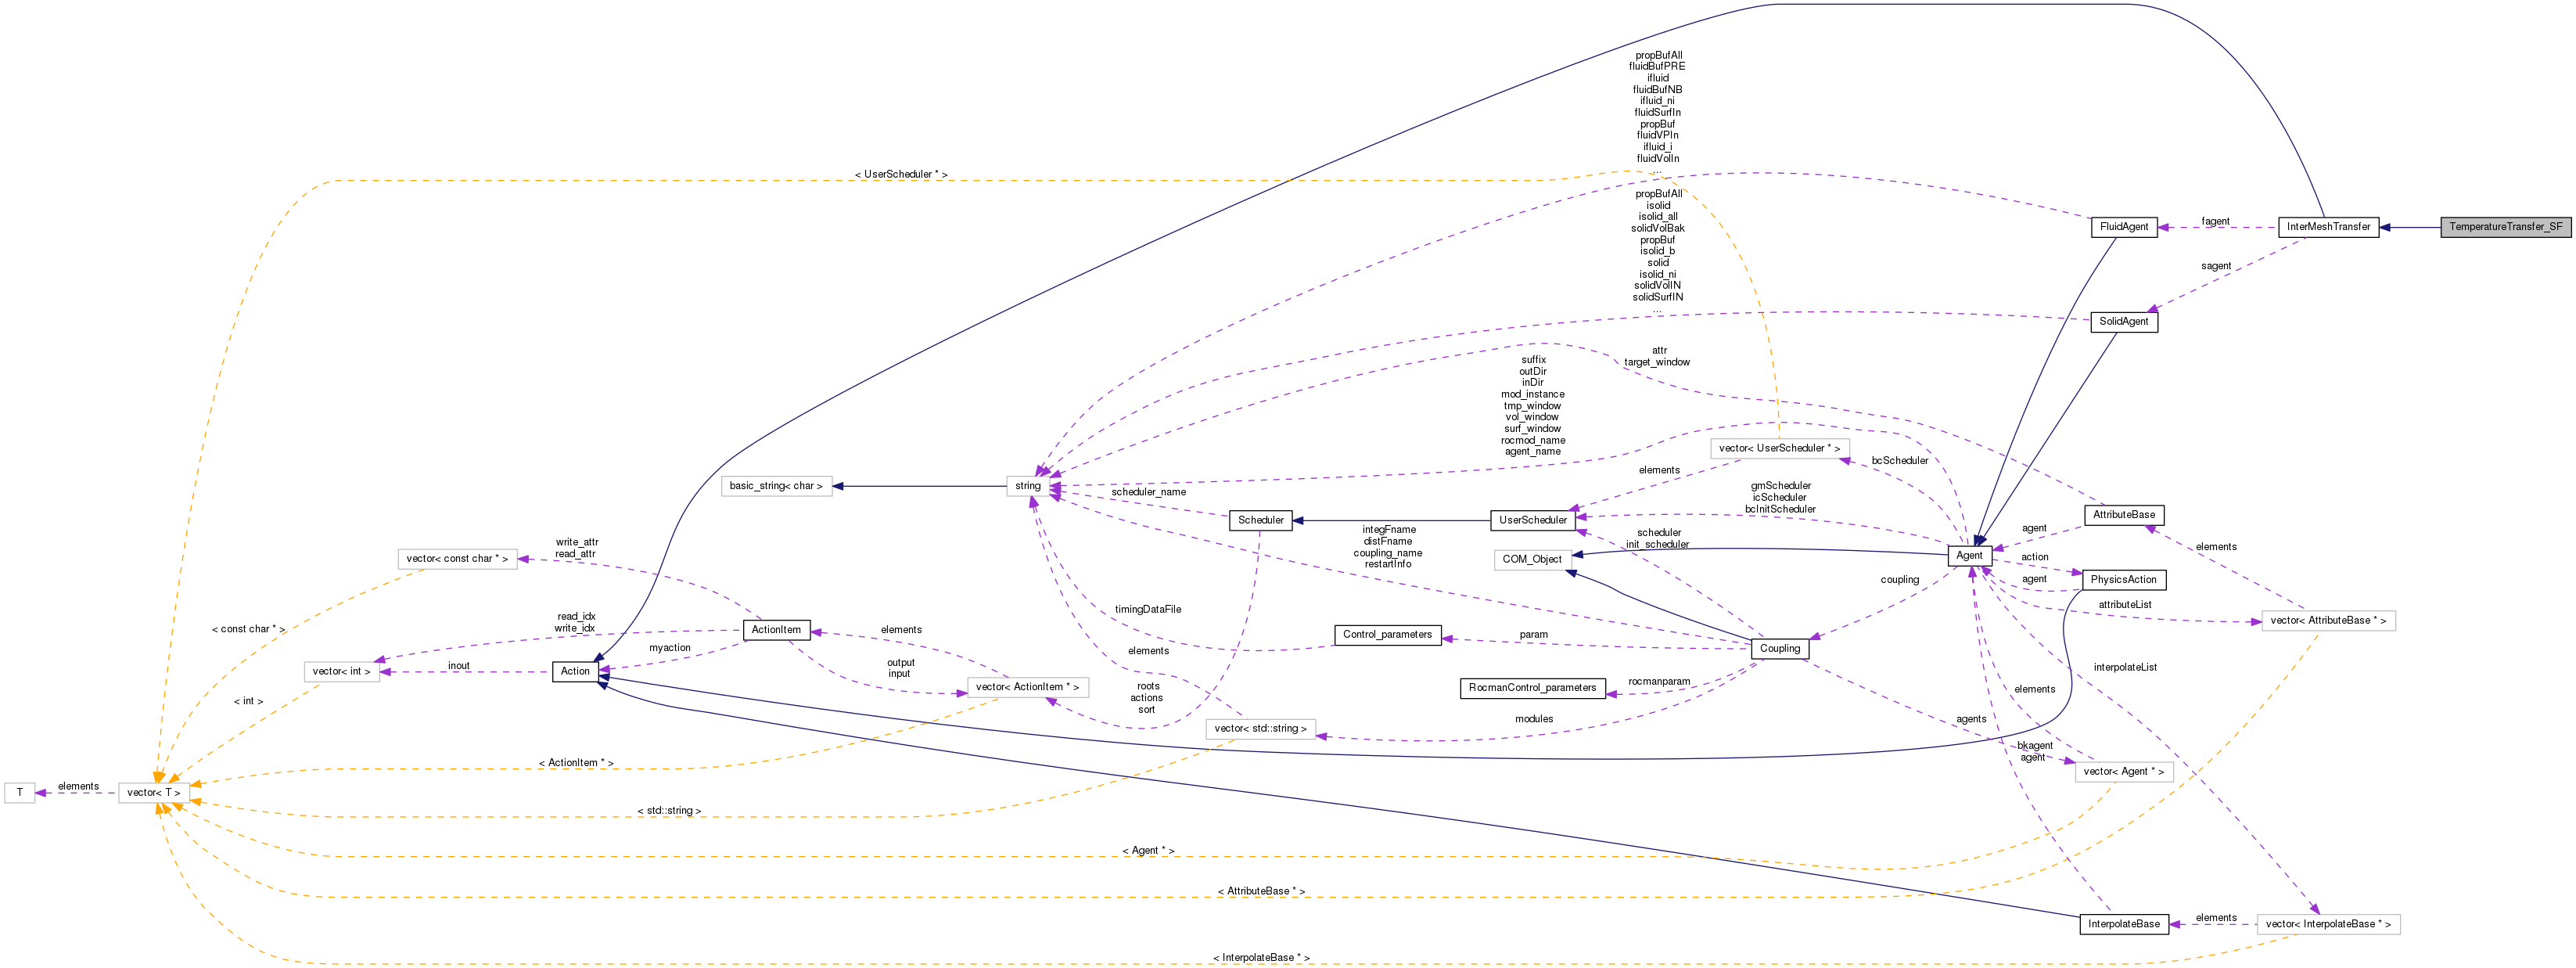 propBufAll
fluidBufPRE
ifluid
fluidBufNB
ifluid_ni
fluidSurfIn
propBuf
fluidVPIn
ifluid_i
fluidVolIn
...
< UserScheduler * >
propBufAll
isolid
isolid_all
solidVolBak
propBuf
isolid_b
solid
isolid_ni
solidVolIN
solidSurfIN
...
FluidAgent
fagent
InterMeshTransfer
TemperatureTransfer_SF
sagent
SolidAgent
attr
target_window
suffix
outDir
inDir
mod_instance
tmp_window
vol_window
surf_window
rocmod_name
agent_name
vector< UserScheduler * >
bcScheduler
elements
basic_string< char >
string
scheduler_name
gmScheduler
icScheduler
bcInitScheduler
Scheduler
UserScheduler
AttributeBase
integFname
distFname
coupling_name
restartInfo
scheduler
init_scheduler
agent
elements
write_attr
read_attr
vector< const char * >
COM_Object
Agent
action
agent
PhysicsAction
coupling
timingDataFile
attributeList
vector< AttributeBase * >
< const char * >
read_idx
write_idx
ActionItem
elements
Control_parameters
param
Coupling
myaction
elements
vector< int >
inout
Action
output
input
vector< ActionItem * >
roots
actions
sort
RocmanControl_parameters
rocmanparam
interpolateList
elements
< int >
vector< std::string >
modules
agents
bkagent
agent
< ActionItem * >
vector< Agent * >
T
elements
vector< T >
< std::string >
< Agent * >
< AttributeBase * >
InterpolateBase
elements
vector< InterpolateBase * >
< InterpolateBase * >